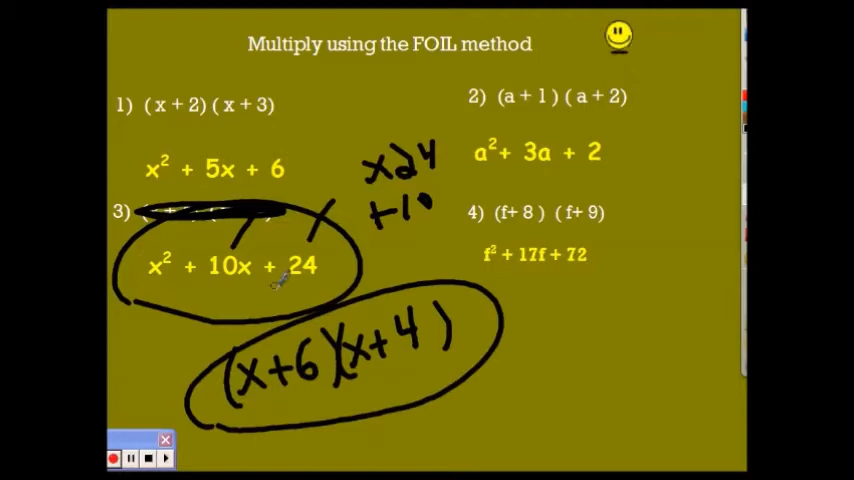 Multiply using the FOIL method
1) ( x + 2) ( x + 3)
2) (a + 1 ) ( a + 2)
x² + 5x + 6
a² + 3a + 2
x24
+10
3)
4) (f+ 8 ) ( f+ 9)
x² + 10x + 24
f² + 17f + 72
(x+6)(x+4)